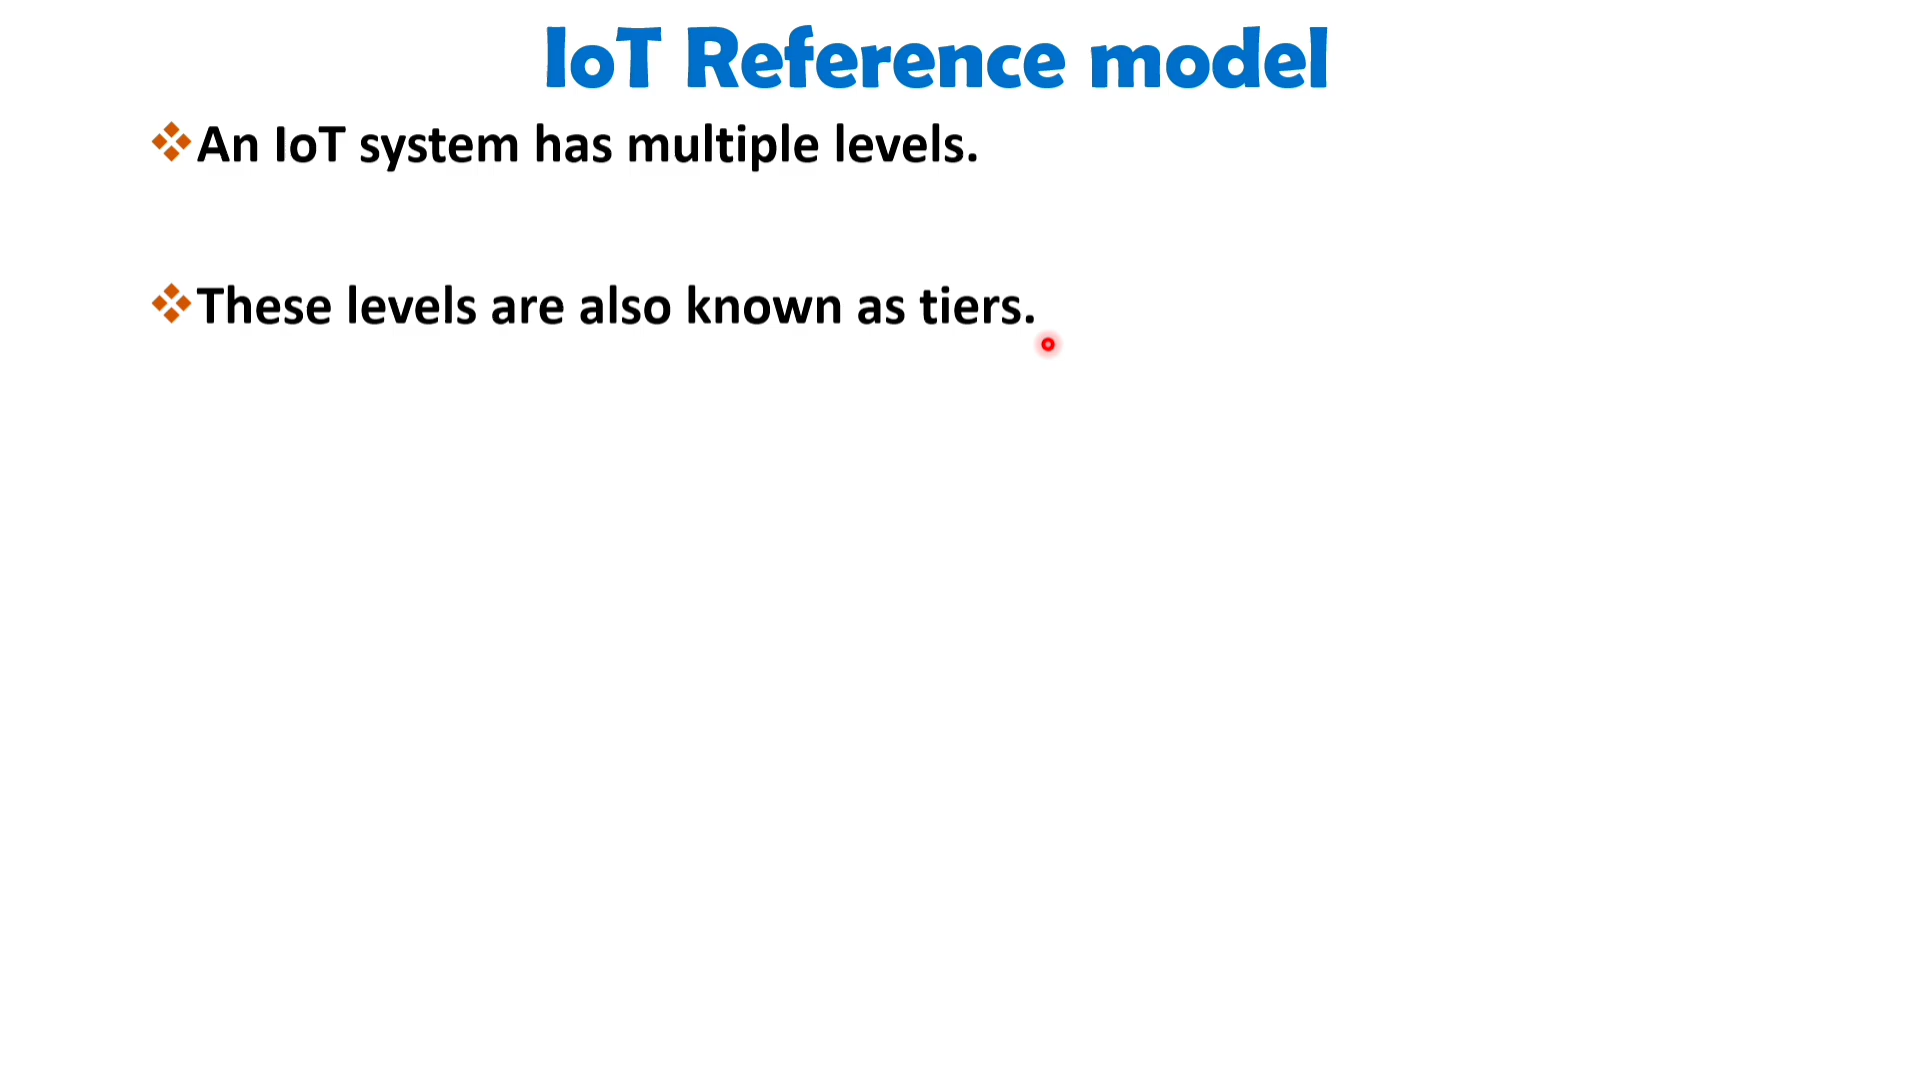 IoT Reference model
An IoT system has multiple levels.
These levels are also known as tiers.